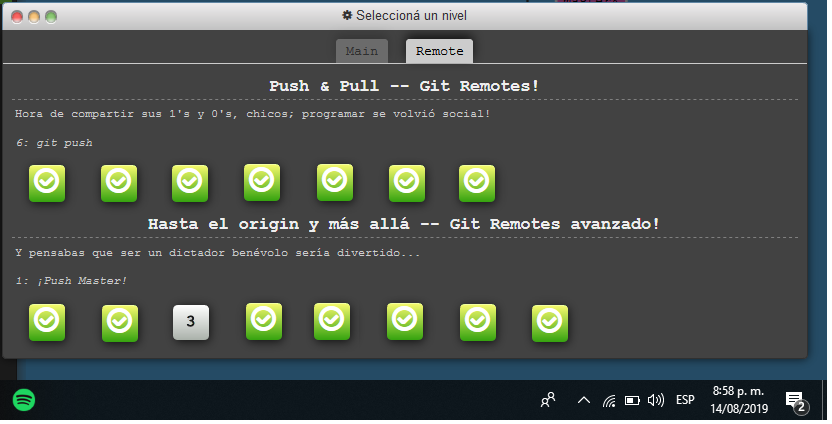 Seleccioná un nivel
Main Remote
Push & Pull -- Git Remotes!
Hora de compartir sus 1's y 0's, chicos; programar se volvió social!
6: git push
Hasta el origin y más allá -- Git Remotes avanzado!
Y pensabas que ser un dictador benévolo sería divertido...
1: ¡Push Master!
3
ESP
8:58 p. m.
14/08/2019
2